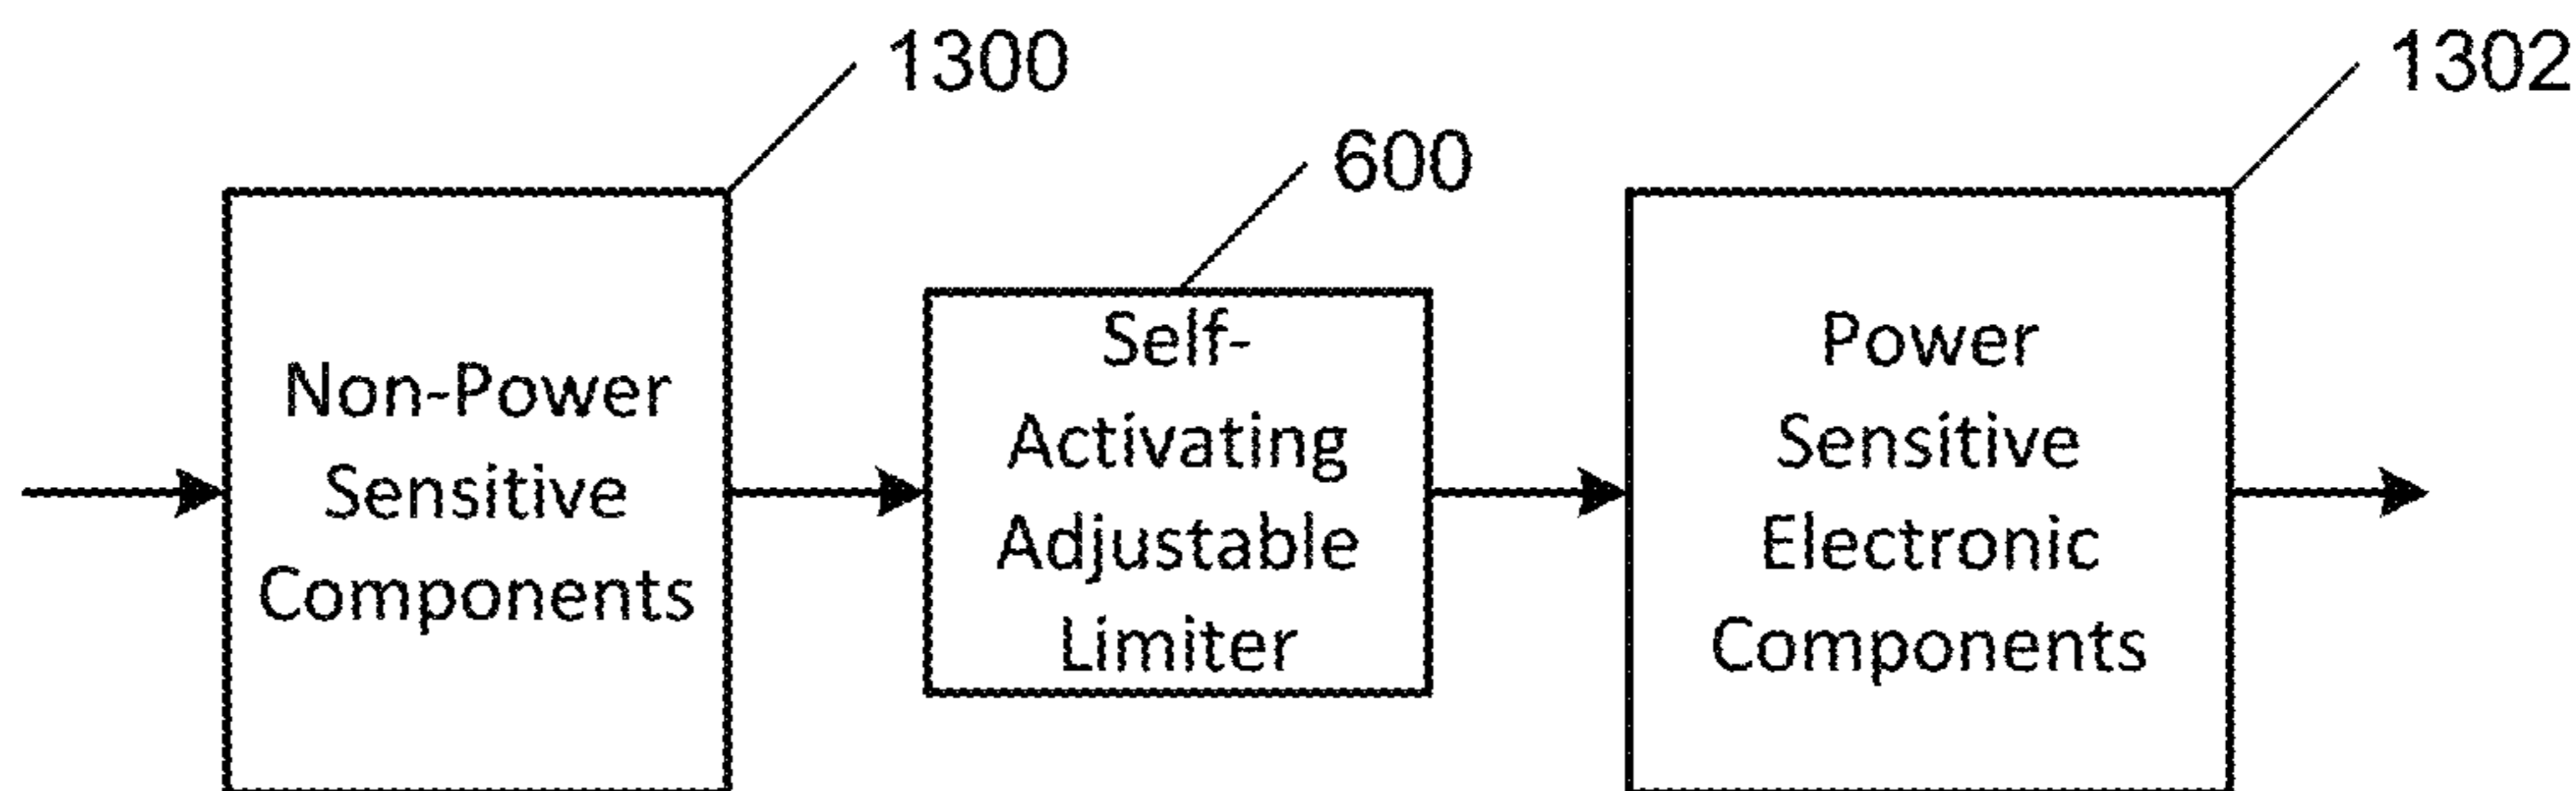 1300
1302
600
Non-Power
Sensitive
Components
Self-
Activating
Adjustable
Limiter
Power
Sensitive
Electronic
Components